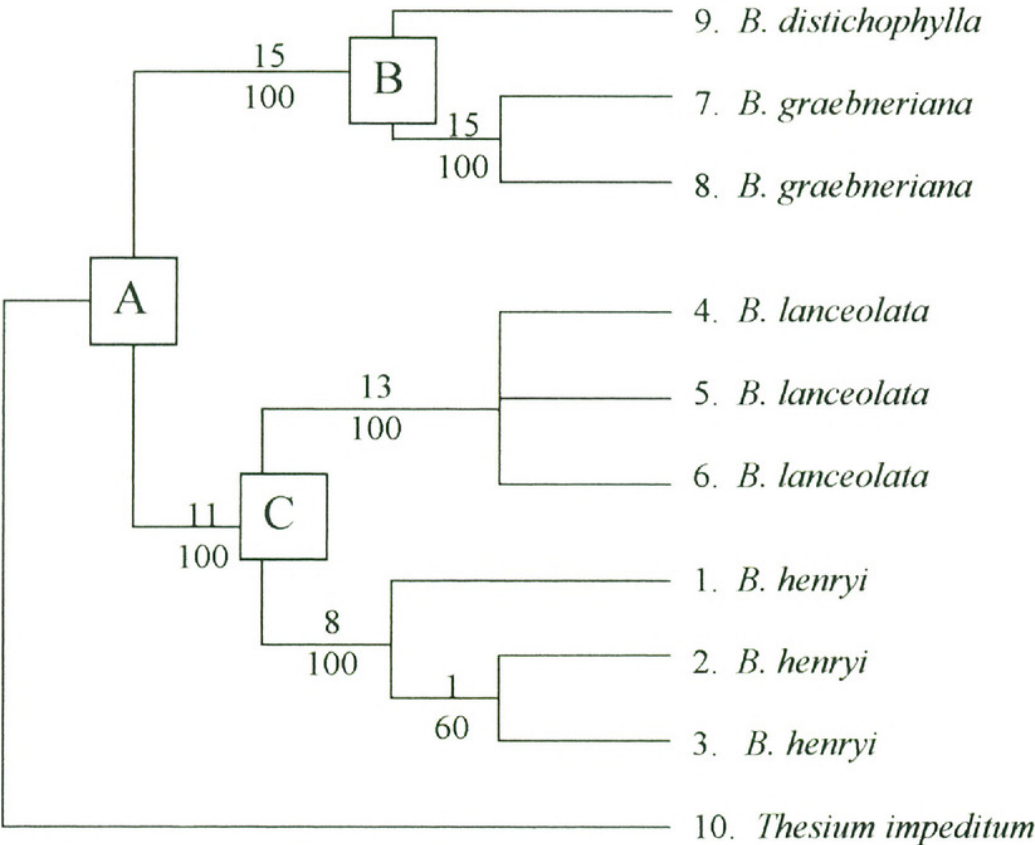 9. B. distichophylla
15
B
100
7. B. graebneriana
15
100
8. B. graebneriana
A
4. B. lanceolata
13
5. B. lanceolata
100
6. B. lanceolata
11
C
100
1. B. henryi
8
100
2. B. henryi
1
60
3. B. henryi
10. Thesium impeditum